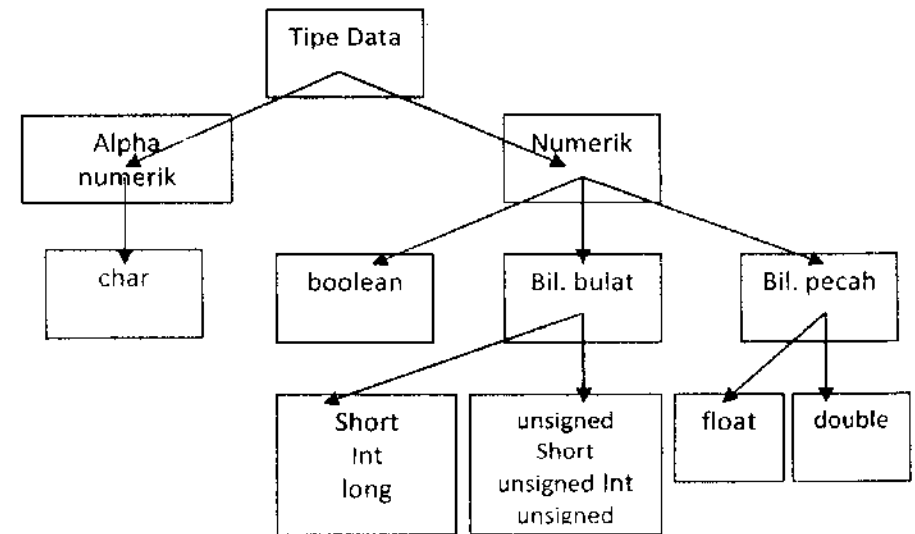 Tipe Data
Alpha
numerik
Numerik
char
boolean
Bil. bulat
Bil. pecah
Short
Int
long
unsigned
Short
unsigned Int
unsigned
float
double